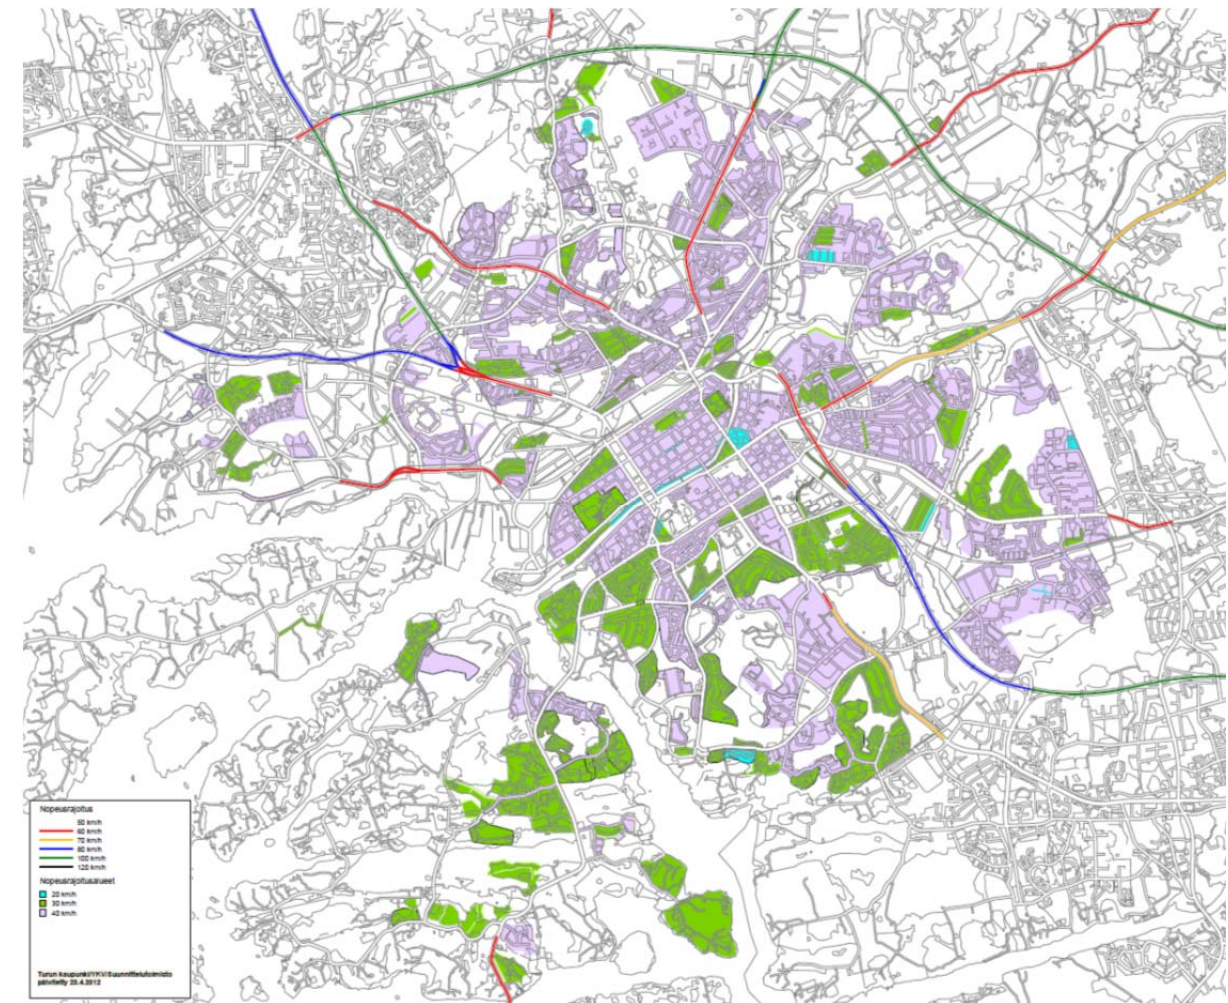 Nopeusrajoitus
50 km/h
60 km/h
70 km/h
80 km/h
100 km/h
120 km/h
Nopeusrajoitusalueet
20 km/h
30 km/h
40 km/h
Turun kaupunki/YKV/Suunnittelutoimisto
päivitetty 25.4.2012